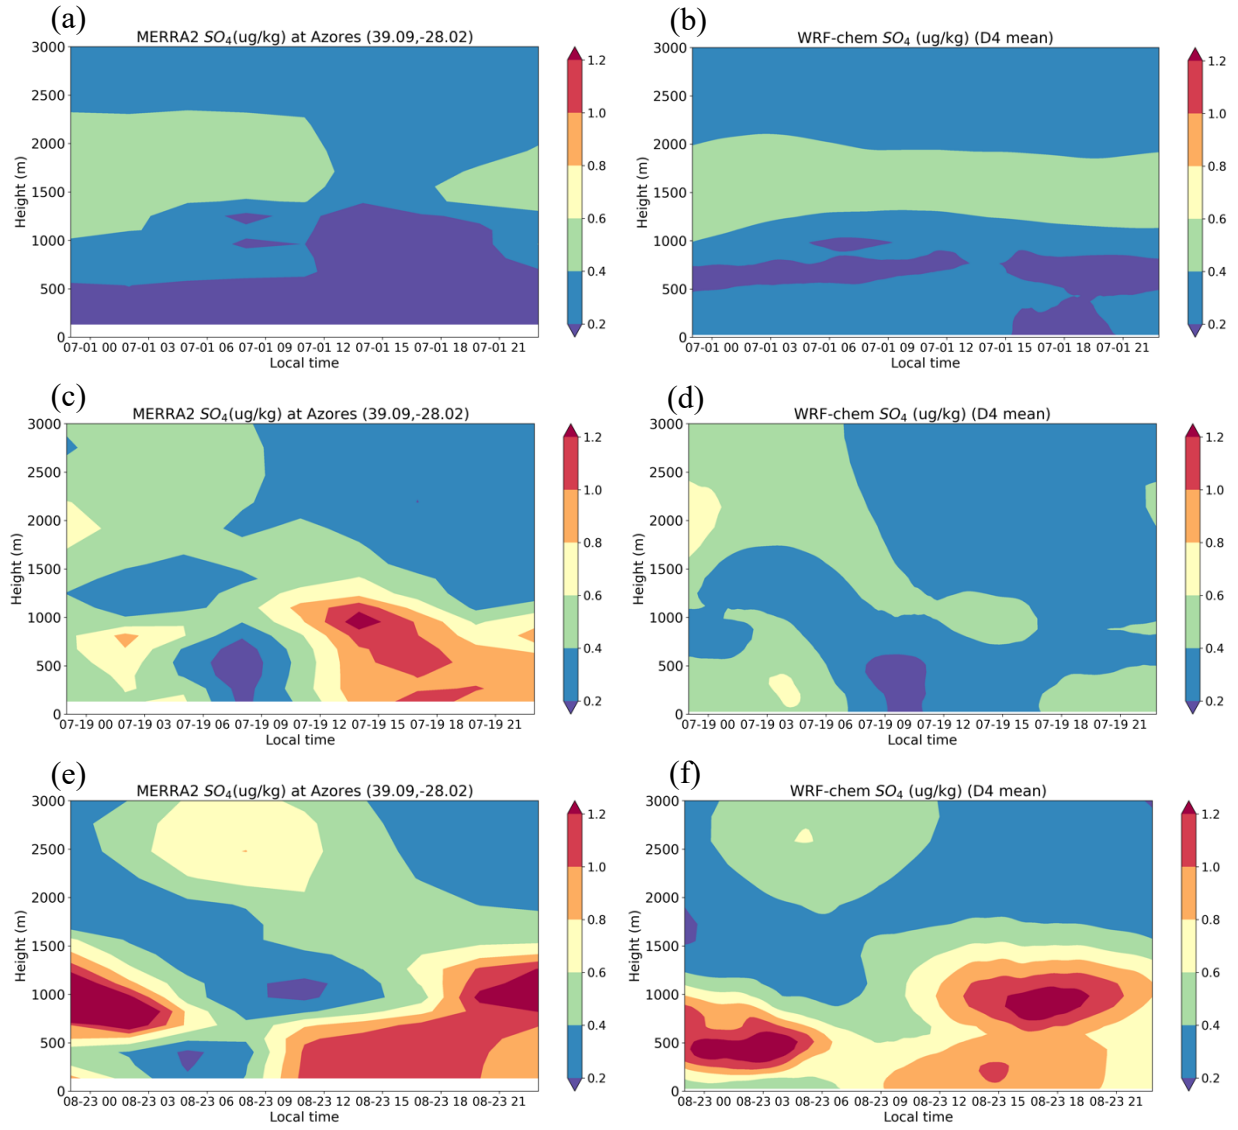 (a)
MERRA2 SO4(ug/kg) at Azores (39.09,-28.02)
3000
2500
2000
1500
1000
500
0
Height (m)
07-01 00 07-01 03 07-01 06 07-01 09 07-01 12 07-01 15 07-01 18 07-01 21
Local time
1.2
1.0
0.8
0.6
0.4
0.2
(b)
WRF-chem SO4 (ug/kg) (D4 mean)
3000
2500
2000
1500
1000
500
0
Height (m)
07-01 00 07-01 03 07-01 06 07-01 09 07-01 12 07-01 15 07-01 18 07-01 21
Local time
1.2
1.0
0.8
0.6
0.4
0.2
(c)
MERRA2 SO4(ug/kg) at Azores (39.09,-28.02)
3000
2500
2000
1500
1000
500
0
Height (m)
07-19 00 07-19 03 07-19 06 07-19 09 07-19 12 07-19 15 07-19 18 07-19 21
Local time
1.2
1.0
0.8
0.6
0.4
0.2
(d)
WRF-chem SO4 (ug/kg) (D4 mean)
3000
2500
2000
1500
1000
500
0
Height (m)
07-19 00 07-19 03 07-19 06 07-19 09 07-19 12 07-19 15 07-19 18 07-19 21
Local time
1.2
1.0
0.8
0.6
0.4
0.2
(e)
MERRA2 SO4(ug/kg) at Azores (39.09,-28.02)
3000
2500
2000
1500
1000
500
0
Height (m)
08-23 00 08-23 03 08-23 06 08-23 09 08-23 12 08-23 15 08-23 18 08-23 21
Local time
1.2
1.0
0.8
0.6
0.4
0.2
(f)
WRF-chem SO4 (ug/kg) (D4 mean)
3000
2500
2000
1500
1000
500
0
Height (m)
08-23 00 08-23 03 08-23 06 08-23 09 08-23 12 08-23 15 08-23 18 08-23 21
Local time
1.2
1.0
0.8
0.6
0.4
0.2